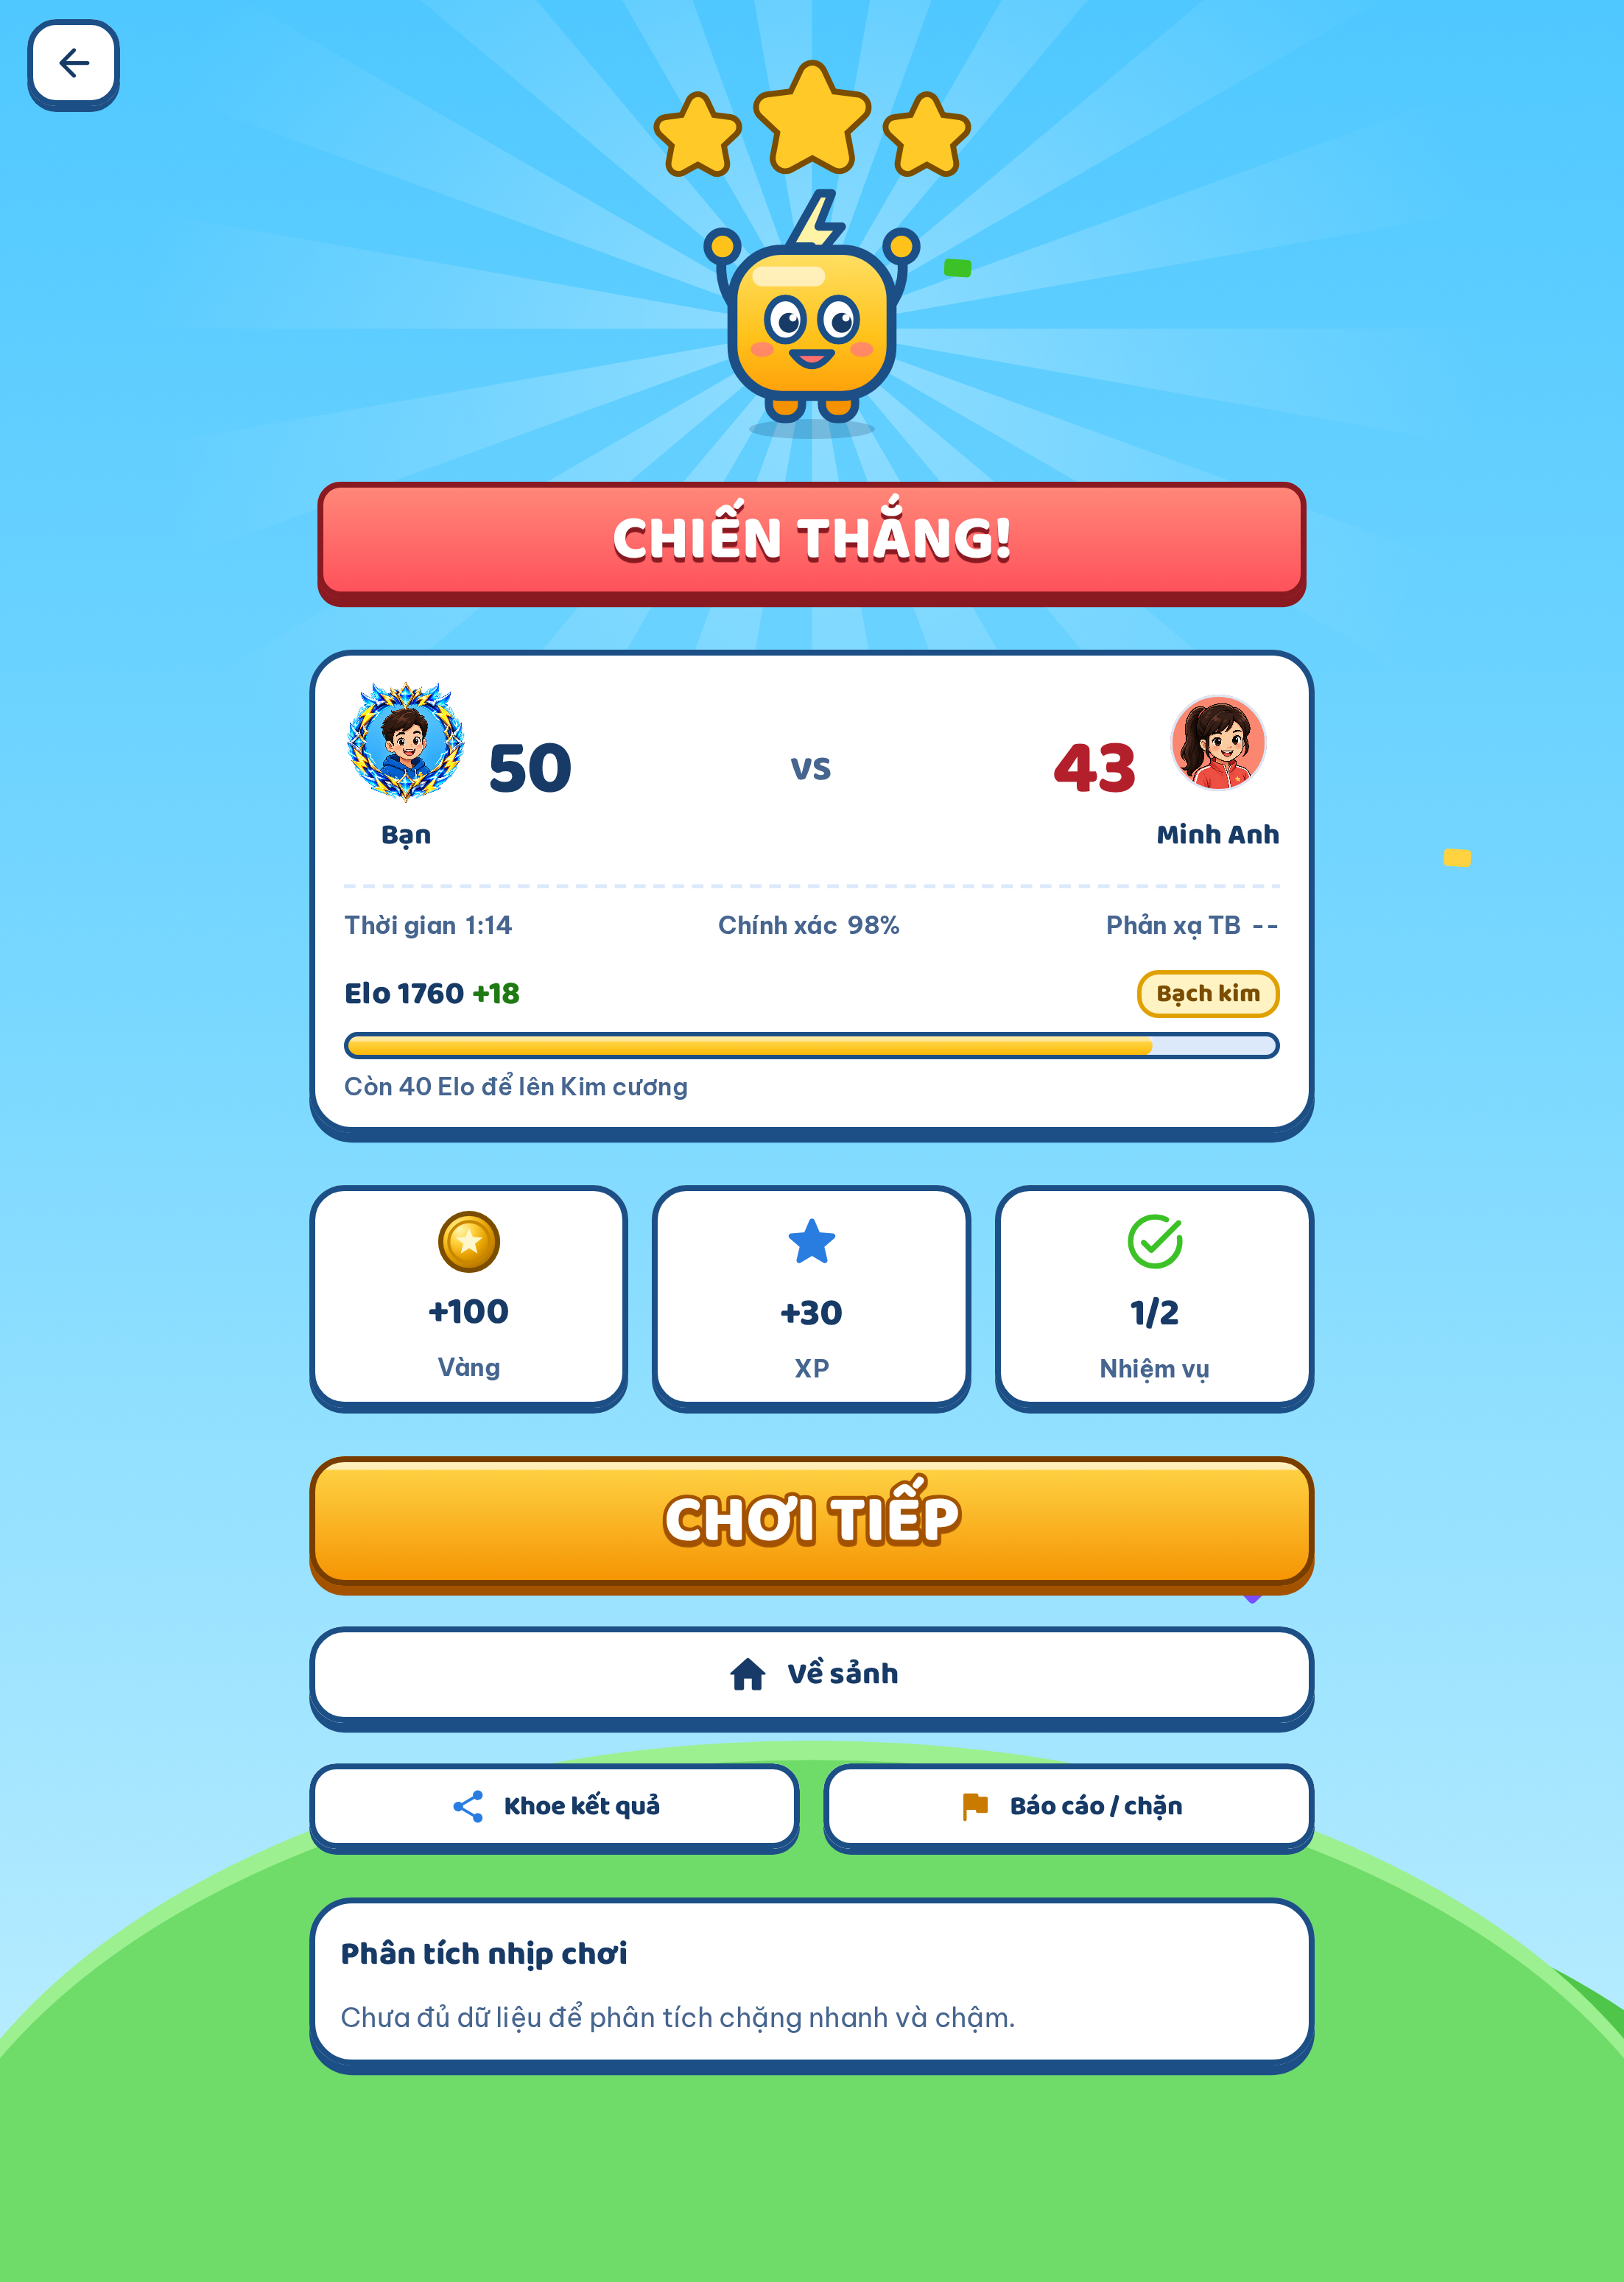 CHIẾN THẮNG!
50 VS 43
Bạn Minh Anh
Thời gian 1:14 Chính xác 98% Phản xạ TB --
Elo 1760 +18 Bạch kim
Còn 40 Elo để lên Kim cương
+100 +30 1/2
Vàng XP Nhiệm vụ
CHƠI TIẾP
Về sảnh
Khoe kết quả Báo cáo / chặn
Phân tích nhịp chơi
Chưa đủ dữ liệu để phân tích chặng nhanh và chậm.